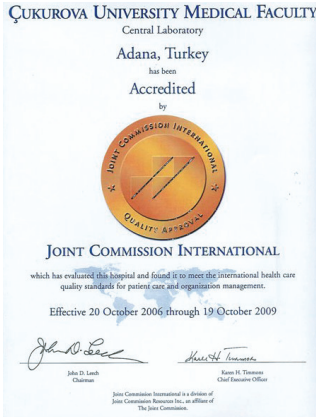 ÇUKUROVA UNIVERSITY MEDICAL FACULTY
Central Laboratory
Adana, Turkey
has been
Accredited
by
JOINT COMMISSION INTERNATIONAL
QUALITY APPROVAL
JOINT COMMISSION INTERNATIONAL
which has evaluated this hospital and found it to meet the international health care
quality standards for patient care and organization management.
Effective 20 October 2006 through 19 October 2009
John D. Leech Karen H. Timmons
Chairman Chief Executive Officer
Joint Commission International is a division of
Joint Commission Resources Inc., an affiliate of
The Joint Commission.